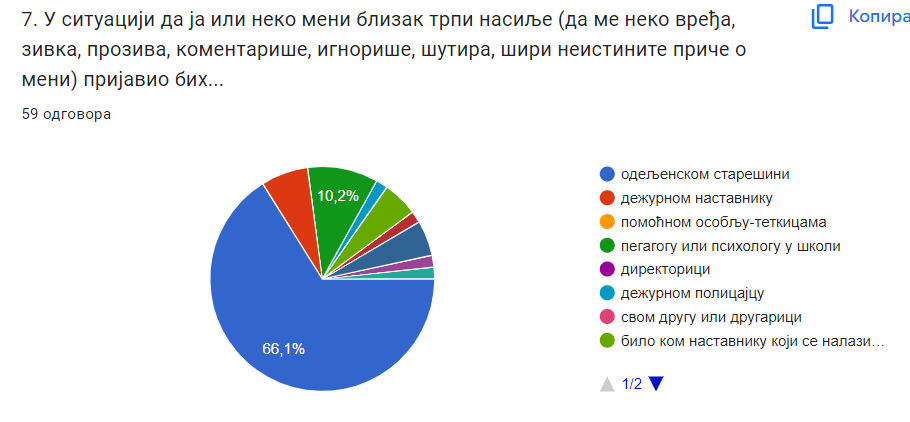 7. У ситуацији да ја или неко мени близак трпи насиље (да ме неко вређа,
зивка, прозива, коментарише, игнорише, шутира, шири неистините приче о
мени) пријавио бих...
Копира
59 одговора
10,2%
66,1%
одељенском старешини
дежурном наставнику
помоћном особљу-теткицама
пегагогу или психологу у школи
директорици
дежурном полицајцу
свом другу или другарици
било ком наставнику који се налази...
1/2